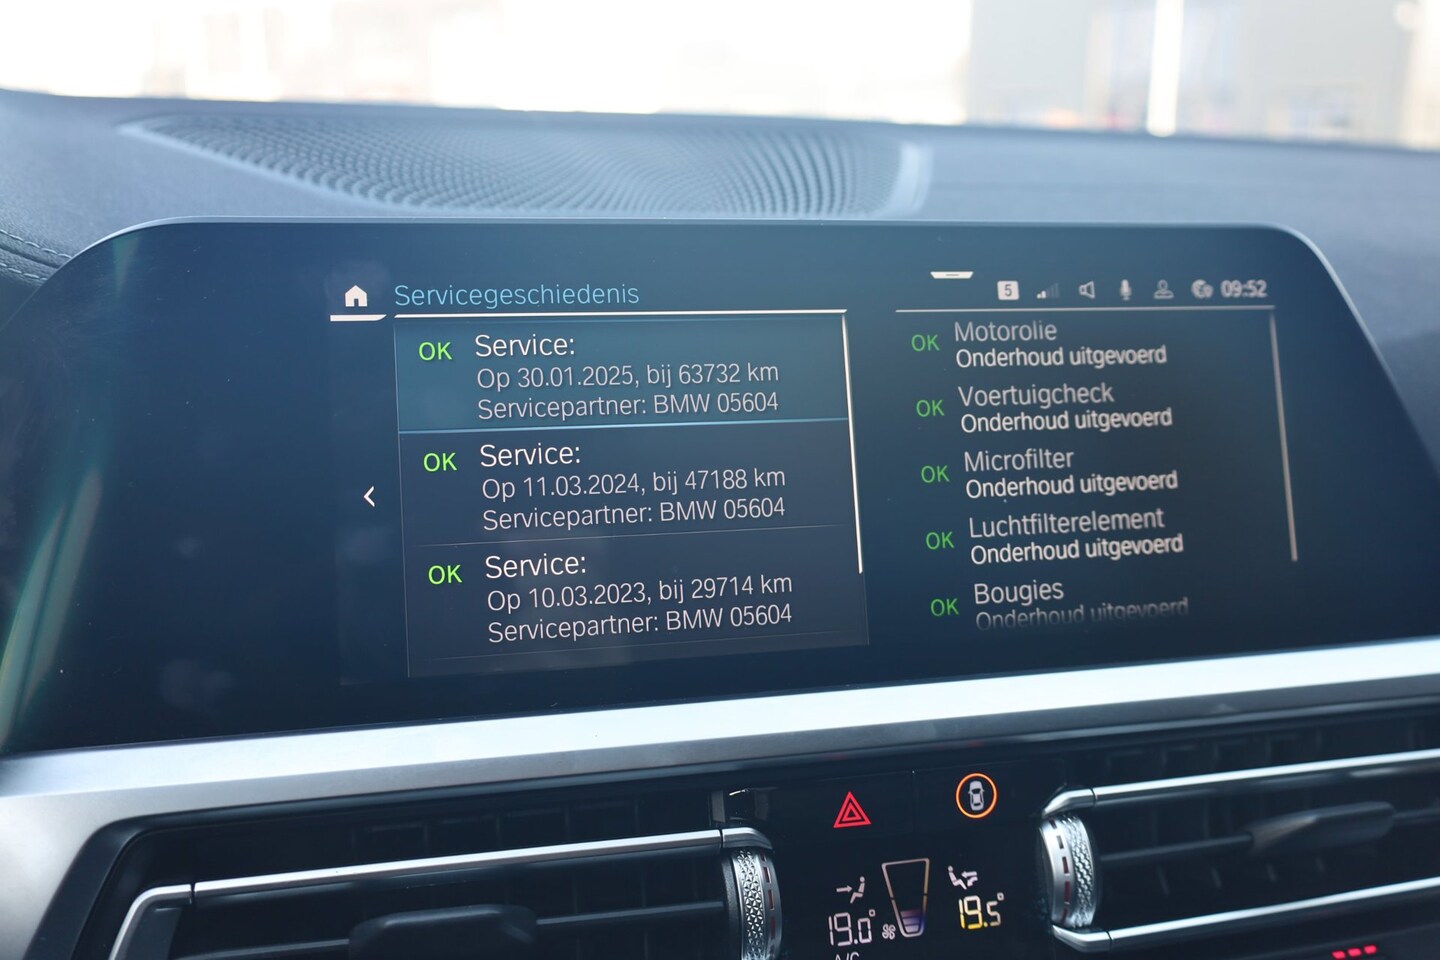 Servicegeschiedenis
5
09:52
OK
Service:
Op 30.01.2025, bij 63732 km
Servicepartner: BMW 05604
OK
Service:
Op 11.03.2024, bij 47188 km
Servicepartner: BMW 05604
OK
Service:
Op 10.03.2023, bij 29714 km
Servicepartner: BMW 05604
OK
Motorolie
Onderhoud uitgevoerd
OK
Voertuigcheck
Onderhoud uitgevoerd
OK
Microfilter
Onderhoud uitgevoerd
OK
Luchtfilterelement
Onderhoud uitgevoerd
OK
Bougies
Onderhoud uitgevoerd
19.0°
19.5°
A/C